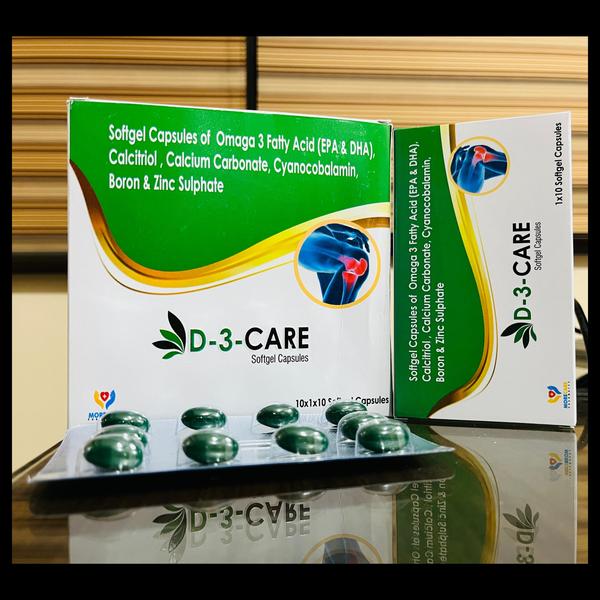 Softgel Capsules of Omaga 3 Fatty Acid (EPA & DHA),
Calcitriol , Calcium Carbonate, Cyanocobalamin,
Boron & Zinc Sulphate
D-3-CARE
Softgel Capsules
10x1x10 Softgel Capsules
Softgel Capsules of Omaga 3 Fatty Acid (EPA & DHA),
Calcitriol , Calcium Carbonate, Cyanocobalamin,
Boron & Zinc Sulphate
D-3-CARE
Softgel Capsules
1x10 Softgel Capsules
MORE CARE